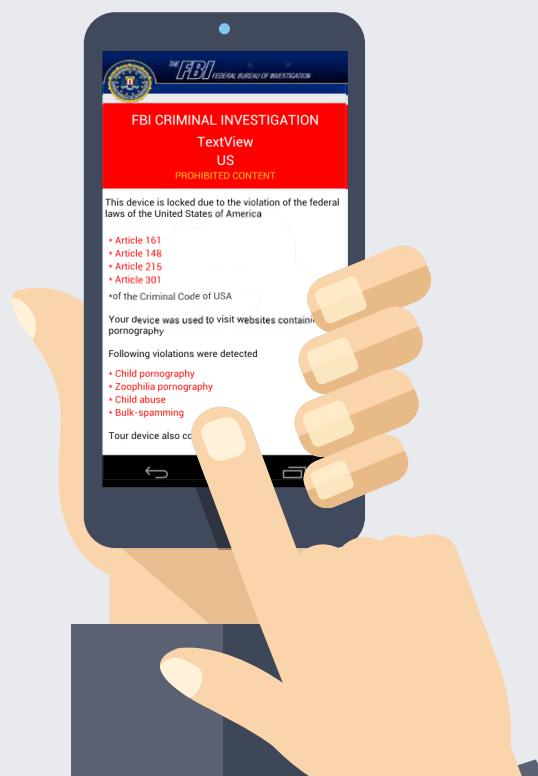 THE FBI FEDERAL BUREAU OF INVESTIGATION
FBI CRIMINAL INVESTIGATION
TextView
US
PROHIBITED CONTENT
This device is locked due to the violation of the federal
laws of the United States of America
* Article 161
* Article 148
* Article 215
* Article 301
*of the Criminal Code of USA
Your device was used to visit websites
pornography
Following violations were detected
* Child pornography
* Zoophilia pornography
* Child abuse
* Bulk-spamming
Tour device also